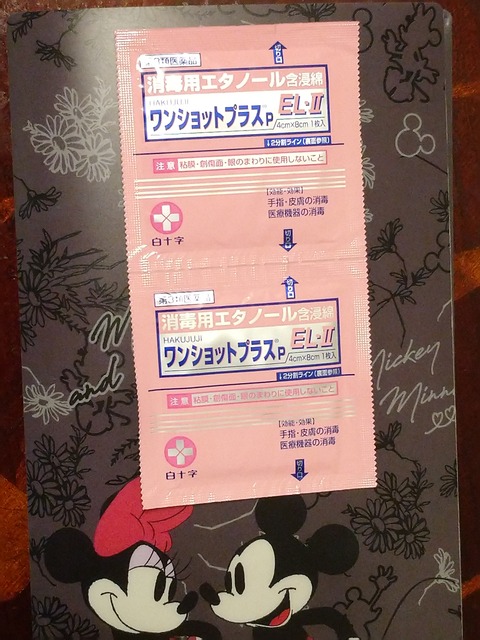 第3類医薬品
切り口
消毒用エタノール含浸綿
HAKUJUJI
ワンショットプラスP EL・II
4cm×8cm 1枚入
↓2分割ライン(裏面参照)
注意 粘膜・創傷面・眼のまわりに使用しないこと
[効能・効果]
手指・皮膚の消毒
医療機器の消毒
白十字
切り口
切り口
第3類医薬品
消毒用エタノール含浸綿
HAKUJUJI
ワンショットプラスP EL・II
4cm×8cm 1枚入
↓2分割ライン(裏面参照)
注意 粘膜・創傷面・眼のまわりに使用しないこと
[効能・効果]
手指・皮膚の消毒
医療機器の消毒
白十字
切り口
and
Mickey
Minn